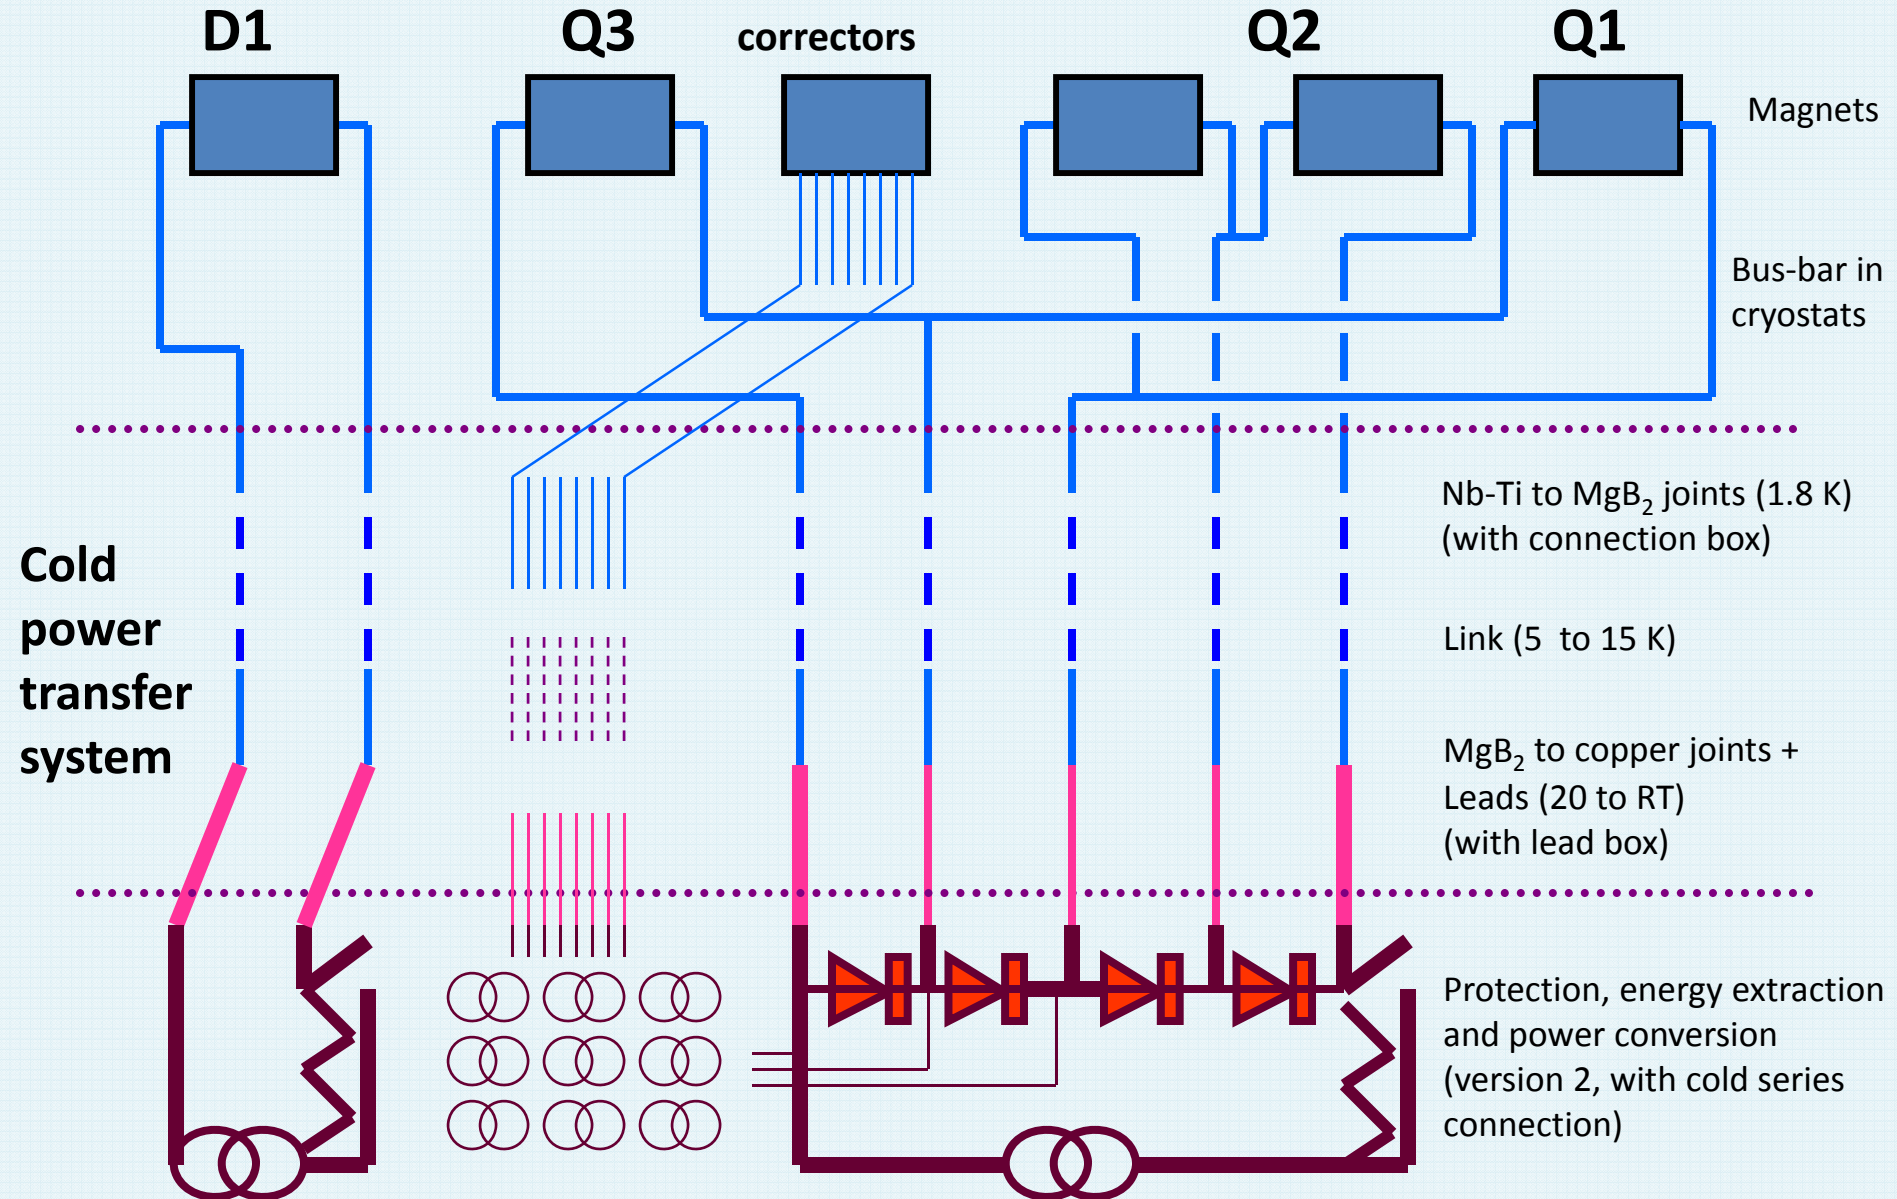 D1
Q3
correctors
Q2
Q1
Magnets
Bus-bar in
cryostats
Nb-Ti to MgB₂ joints (1.8 K)
(with connection box)
Cold
power
transfer
system
Link (5 to 15 K)
MgB₂ to copper joints +
Leads (20 to RT)
(with lead box)
Protection, energy extraction
and power conversion
(version 2, with cold series
connection)